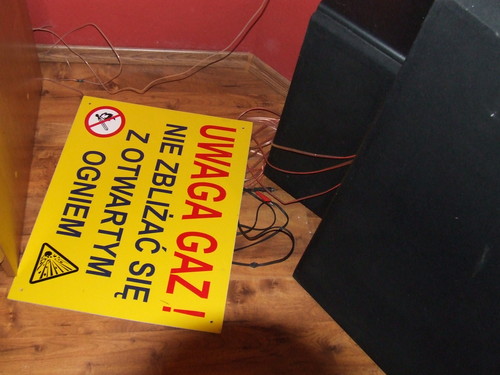 UWAGA GAZ!
NIE ZBLIŻAĆ SIĘ
Z OTWARTYM
OGNIEM